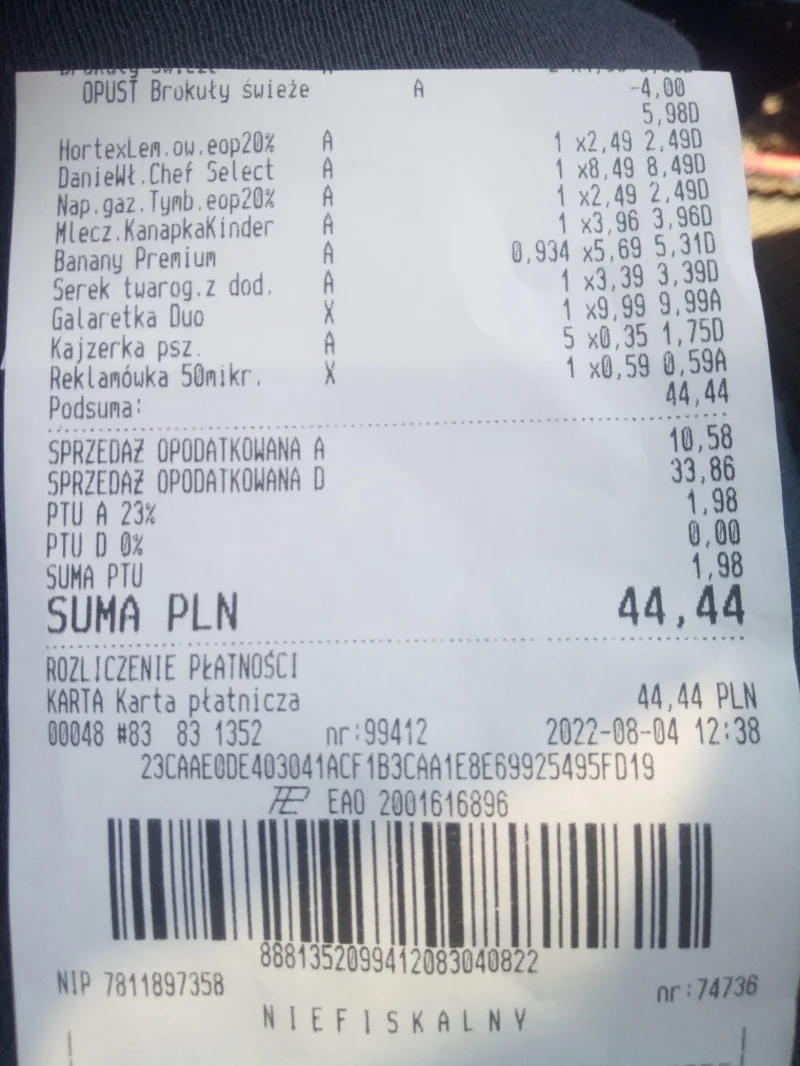 OPUST Brokuły świeże A -4,00
5,98D
HortexLem.ow.eop20% A 1 x2,49 2,49D
DanieWł.Chef Select A 1 x8,49 8,49D
Nap.gaz.Tymb.eop20% A 1 x2,49 2,49D
Mlecz.KanapkaKinder A 1 x3,96 3,96D
Banany Premium A 0,934 x5,69 5,31D
Serek twarog.z dod. A 1 x3,39 3,39D
Galaretka Duo X 1 x9,99 9,99A
Kajzerka psz. A 5 x0,35 1,75D
Reklamówka 50mikr. X 1 x0,59 0,59A
Podsuma: 44,44
SPRZEDAŻ OPODATKOWANA A 10,58
SPRZEDAŻ OPODATKOWANA D 33,86
PTU A 23% 1,98
PTU D 0% 0,00
SUMA PTU 1,98
SUMA PLN 44,44
ROZLICZENIE PŁATNOŚCI
KARTA Karta płatnicza 44,44 PLN
00048 #83 83 1352 nr:99412 2022-08-04 12:38
23CAAE0DE403041ACF1B3CAA1E8E69925495FD19
EAO 2001616896
8881352099412083040822
NIP 7811897358 nr:74736
NIEFISKALNY